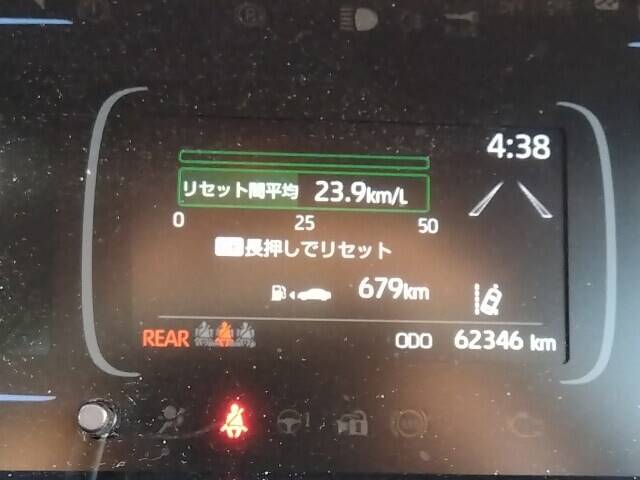 4:38
リセット間平均 23.9km/L
0 25 50
長押しでリセット
679km
REAR ODO 62346 km